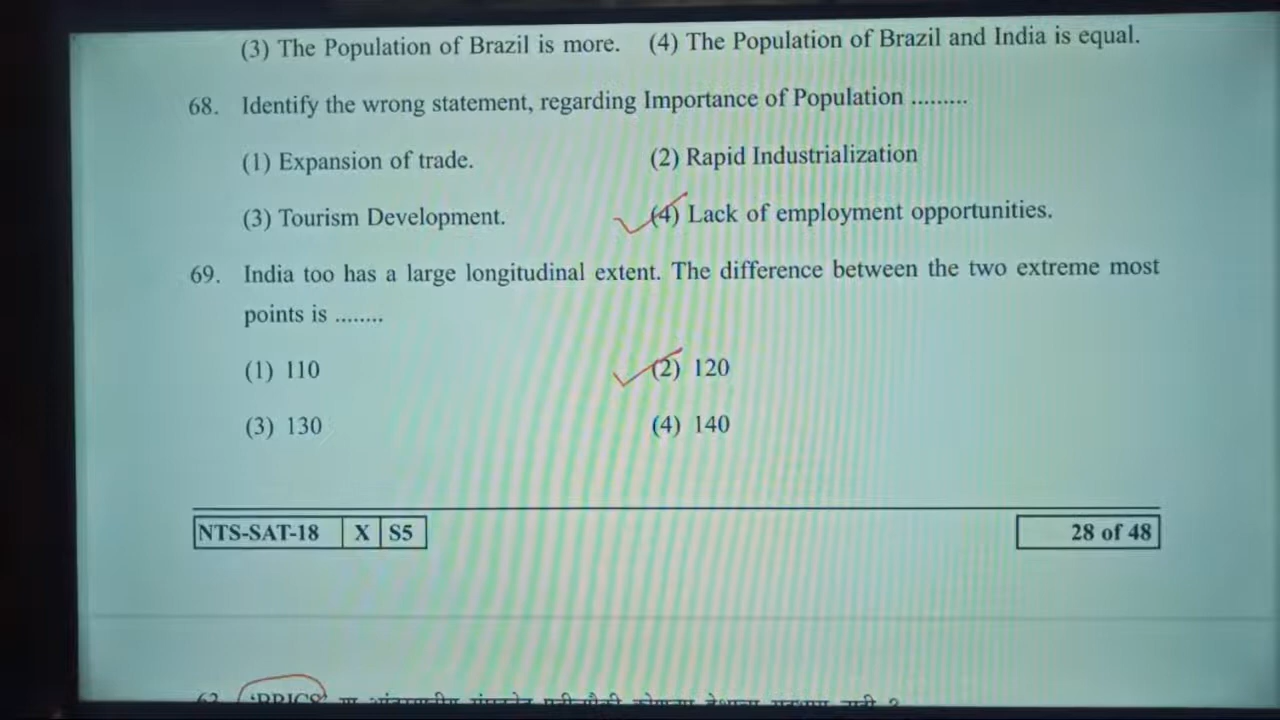 (3) The Population of Brazil is more. (4) The Population of Brazil and India is equal.
68. Identify the wrong statement, regarding Importance of Population .........
(1) Expansion of trade. (2) Rapid Industrialization
(3) Tourism Development. (4) Lack of employment opportunities.
69. India too has a large longitudinal extent. The difference between the two extreme most
points is ........
(1) 110 (2) 120
(3) 130 (4) 140
NTS-SAT-18 X S5 28 of 48